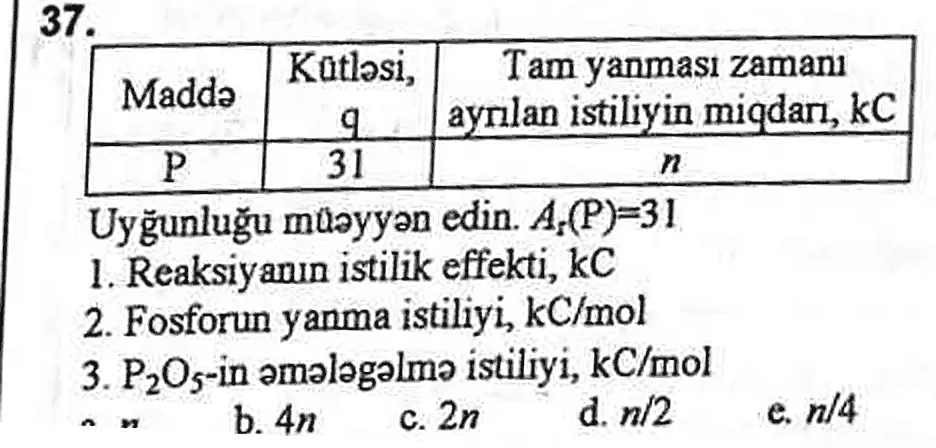 37.
Maddə | Kütləsi, q | Tam yanması zamanı ayrılan istiliyin miqdarı, kC
P | 31 | n
Uyğunluğu müəyyən edin. Aᵣ(P)=31
1. Reaksiyanın istilik effekti, kC
2. Fosforun yanma istiliyi, kC/mol
3. P₂O₅-in əmələgəlmə istiliyi, kC/mol
n b. 4n c. 2n d. n/2 e. n/4